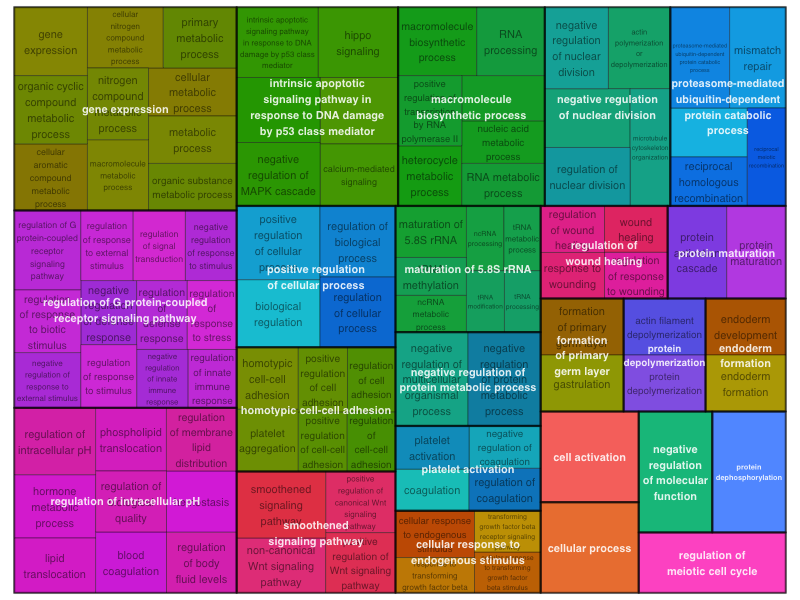 gene
expression
cellular
nitrogen
compound
metabolic
process
primary
metabolic
process
organic cyclic
compound
metabolic
process
nitrogen
compound
process
cellular
metabolic
process
gene expression
metabolic
process
cellular
aromatic
compound
metabolic
process
macromolecule
metabolic
process
organic substance
metabolic process
intrinsic apoptotic
signaling pathway
in response to DNA
damage by p53 class
mediator
hippo
signaling
intrinsic apoptotic
signaling pathway in
response to DNA damage
by p53 class mediator
negative
regulation of
MAPK cascade
calcium-mediated
signaling
macromolecule
biosynthetic
process
RNA
processing
positive
by RNA
polymerase II
macromolecule
biosynthetic process
nucleic acid
metabolic
process
heterocycle
metabolic
process
RNA metabolic
process
negative
regulation
of nuclear
division
actin
polymerization
or
depolymerization
negative regulation
of nuclear division
regulation of
nuclear division
microtubule
cytoskeleton
organization
proteasome-mediated
ubiquitin-dependent
protein catabolic
process
mismatch
repair
proteasome-mediated
ubiquitin-dependent
protein catabolic
process
reciprocal
homologous
recombination
reciprocal
meiotic
recombination
regulation of G
protein-coupled
receptor
signaling
pathway
regulation
of response
to external
stimulus
regulation
of signal
transduction
negative
regulation
of response
to stimulus
regulation
of response
to biotic
stimulus
negative
regulation of G protein-coupled
receptor signaling pathway
regulation of
response
to stress
negative
regulation of
response to
external stimulus
regulation
of response
to stimulus
negative
regulation
of innate
immune
response
regulation
of innate
immune
response
positive
regulation
of cellular
process
regulation of
biological
process
positive regulation
of cellular process
biological
regulation
regulation
of cellular
process
maturation of
5.8S rRNA
ncRNA
processing
tRNA
metabolic
process
maturation of 5.8S rRNA
methylation
ncRNA
metabolic
process
rRNA
modification
tRNA
processing
regulation
of wound
healing
wound
healing
regulation of
wound healing
response to
wounding
regulation
of response
to wounding
protein
cascade
protein
maturation
protein maturation
formation
of primary
germ layer
formation
of primary
germ layer
gastrulation
actin filament
depolymerization
protein
depolymerization
protein
depolymerization
endoderm
development
endoderm
formation
endoderm
formation
homotypic
cell-cell
adhesion
positive
regulation
of cell
adhesion
regulation
of cell
adhesion
homotypic cell-cell adhesion
platelet
aggregation
positive
regulation
of cell-cell
adhesion
regulation
of
cell-cell
adhesion
negative
regulation of
multicellular
organismal
process
negative
regulation
of protein
metabolic
process
negative regulation of
protein metabolic process
regulation of
intracellular pH
phospholipid
translocation
regulation
of membrane
lipid
distribution
hormone
metabolic
process
regulation of
quality
regulation of intracellular pH
lipid
translocation
blood
coagulation
regulation
of body
fluid levels
smoothened
signaling
pathway
positive
regulation of
canonical Wnt
signaling
pathway
smoothened
signaling pathway
non-canonical
Wnt signaling
pathway
negative
regulation of
Wnt signaling
pathway
platelet
activation
negative
regulation of
coagulation
platelet activation
coagulation
regulation of
coagulation
cellular response
to endogenous
stimulus
transforming
growth factor beta
receptor signaling
cellular response to
endogenous stimulus
transforming
growth factor beta
transforming
growth factor
beta stimulus
cell activation
cellular process
negative
regulation
of molecular
function
protein
dephosphorylation
regulation of
meiotic cell cycle